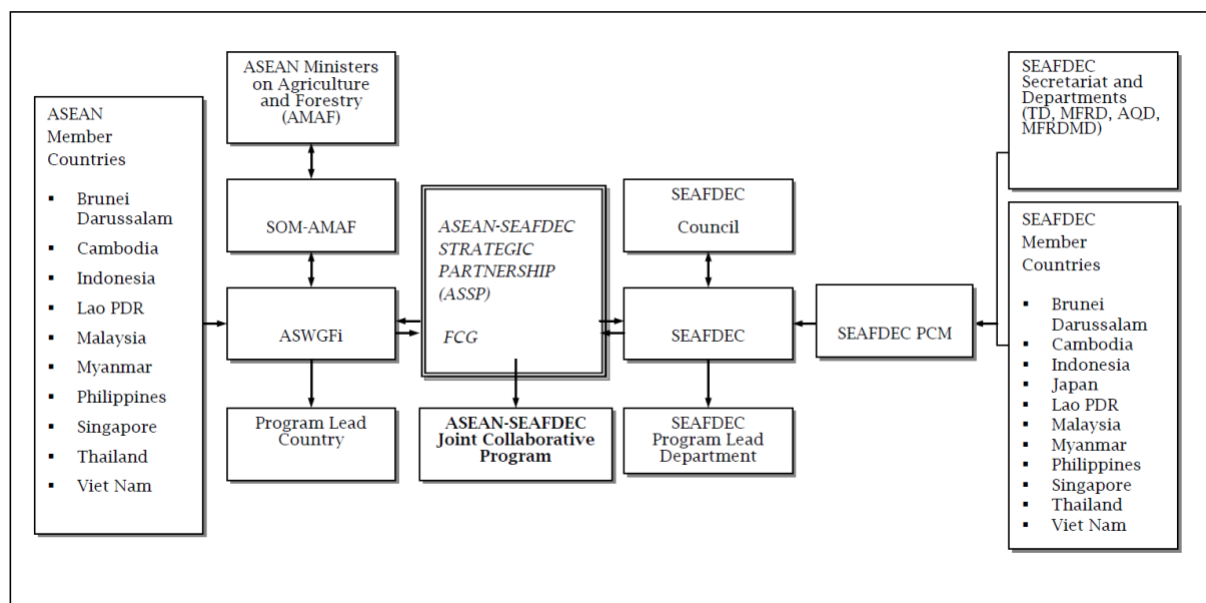 ASEAN
Member
Countries
▪ Brunei
Darussalam
▪ Cambodia
▪ Indonesia
▪ Lao PDR
▪ Malaysia
▪ Myanmar
▪ Philippines
▪ Singapore
▪ Thailand
▪ Viet Nam
ASEAN Ministers
on Agriculture
and Forestry
(AMAF)
SOM-AMAF
ASWGFi
Program Lead
Country
ASEAN-SEAFDEC
STRATEGIC
PARTNERSHIP
(ASSP)
FCG
ASEAN-SEAFDEC
Joint Collaborative
Program
SEAFDEC
Council
SEAFDEC
SEAFDEC
Program Lead
Department
SEAFDEC PCM
SEAFDEC
Secretariat and
Departments
(TD, MFRD, AQD,
MFRDMD)
SEAFDEC
Member
Countries
▪ Brunei
Darussalam
▪ Cambodia
▪ Indonesia
▪ Japan
▪ Lao PDR
▪ Malaysia
▪ Myanmar
▪ Philippines
▪ Singapore
▪ Thailand
▪ Viet Nam